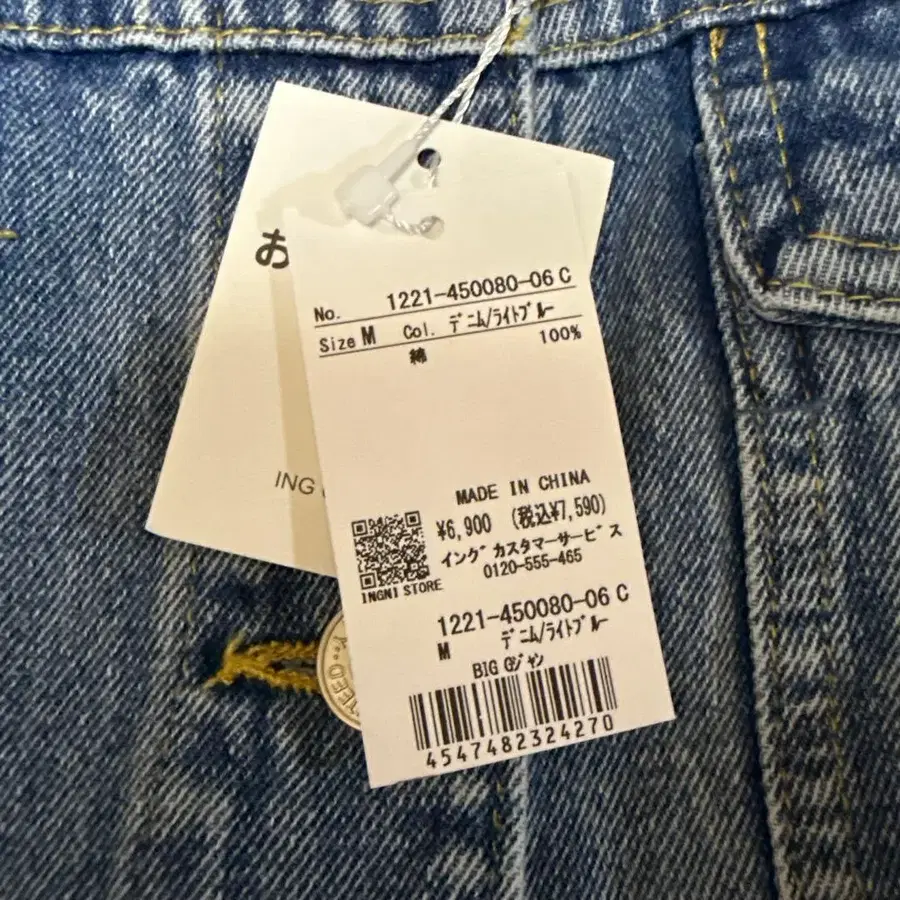 お
ING
No. 1221-450080-06 C
Size M Col. デニム/ライトブルー
綿 100%
MADE IN CHINA
¥6,900 (税込¥7,590)
イング カスタマーサービス
0120-555-465
INGNI STORE
1221-450080-06 C
M デニム/ライトブルー
BIG Gジャン
4547482324270